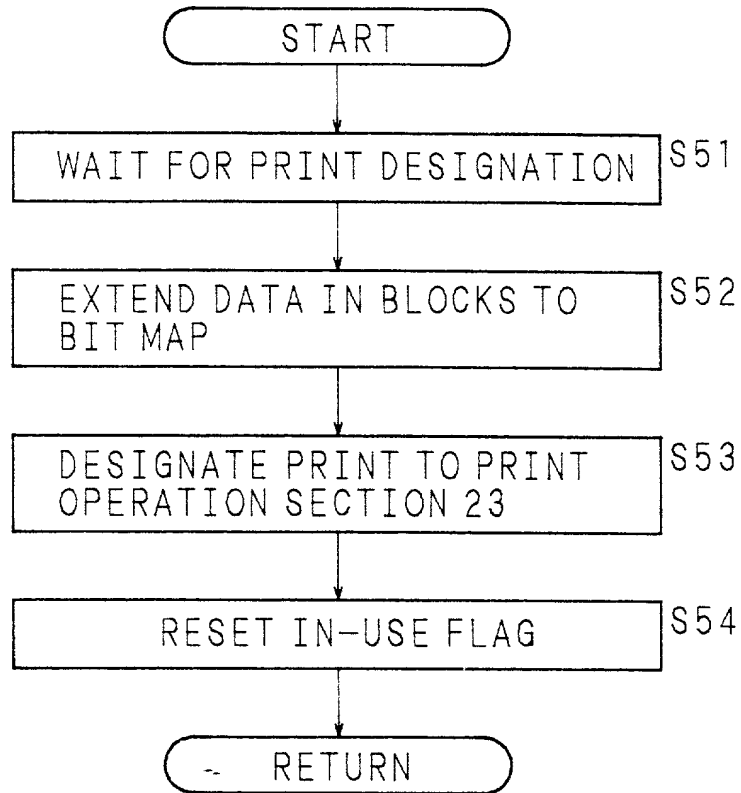 START
WAIT FOR PRINT DESIGNATION
S51
EXTEND DATA IN BLOCKS TO
BIT MAP
S52
DESIGNATE PRINT TO PRINT
OPERATION SECTION 23
S53
RESET IN-USE FLAG
S54
RETURN